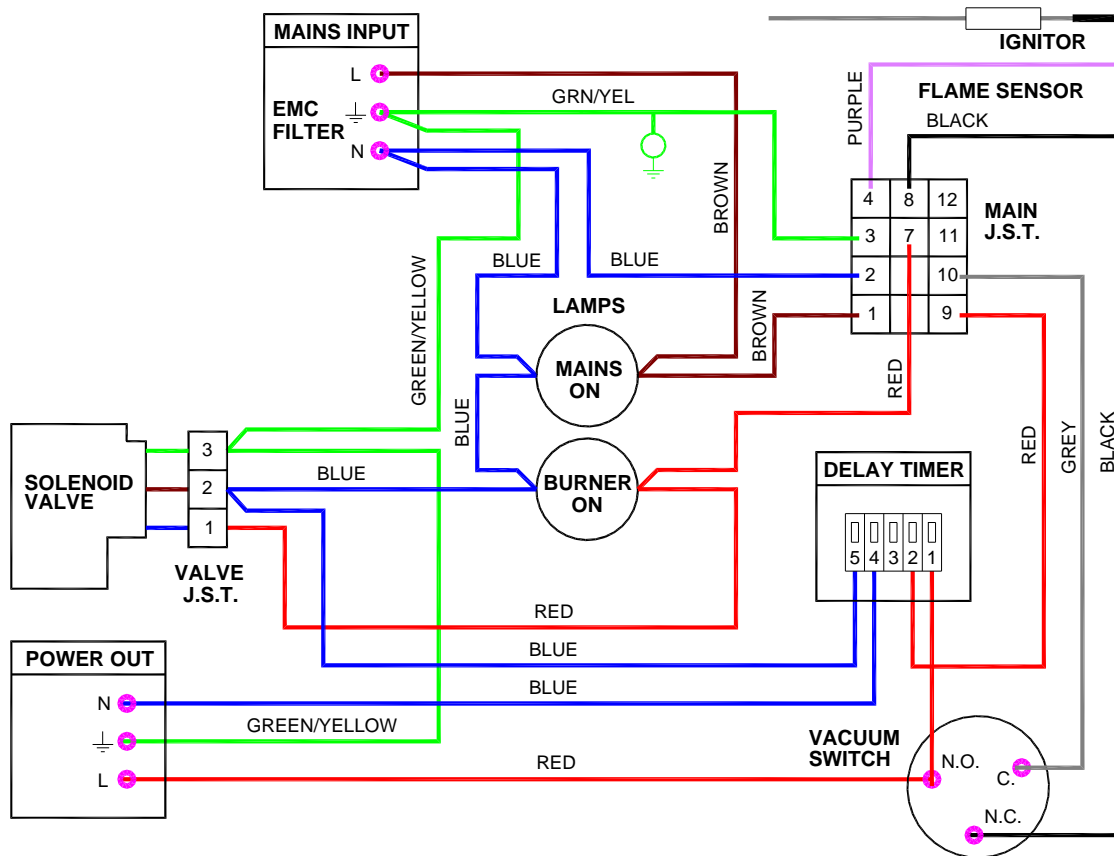 MAINS INPUT
L
EMC
FILTER
N
GRN/YEL
IGNITOR
PURPLE
FLAME SENSOR
BLACK
4 8 12
3 7 11
2 10
1 9
MAIN
J.S.T.
BROWN
BLUE
BLUE
GREEN/YELLOW
LAMPS
MAINS
ON
BROWN
RED
BLUE
BURNER
ON
RED
GREY
BLACK
SOLENOID
VALVE
3
2
1
BLUE
VALVE
J.S.T.
DELAY TIMER
5 4 3 2 1
RED
BLUE
POWER OUT
N
BLUE
GREEN/YELLOW
L
RED
VACUUM
SWITCH
N.O.
C.
N.C.